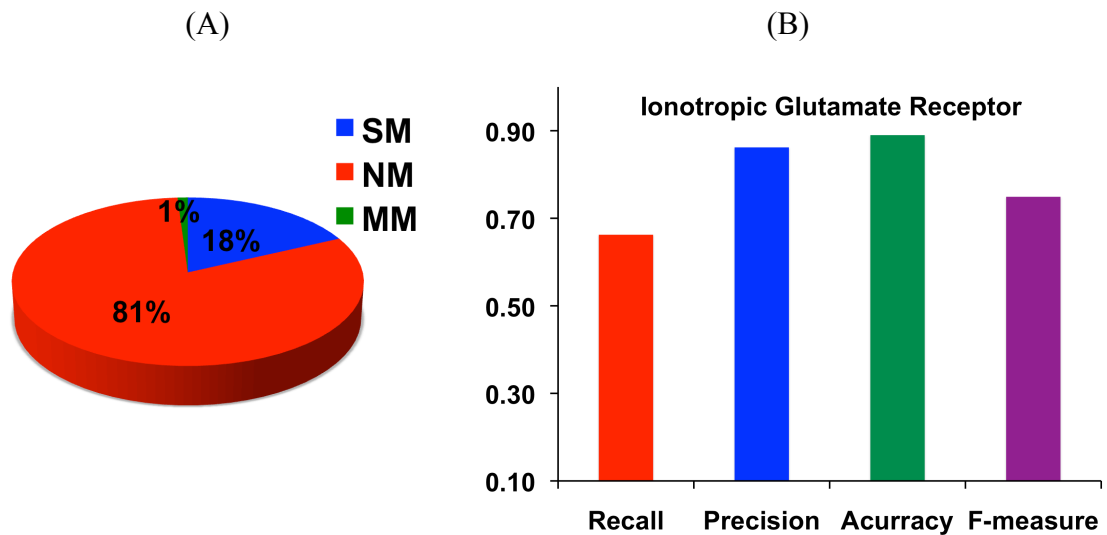 (A)
SM
NM
MM
1%
18%
81%
(B)
Ionotropic Glutamate Receptor
0.90
0.70
0.50
0.30
0.10
Recall Precision Acurracy F-measure